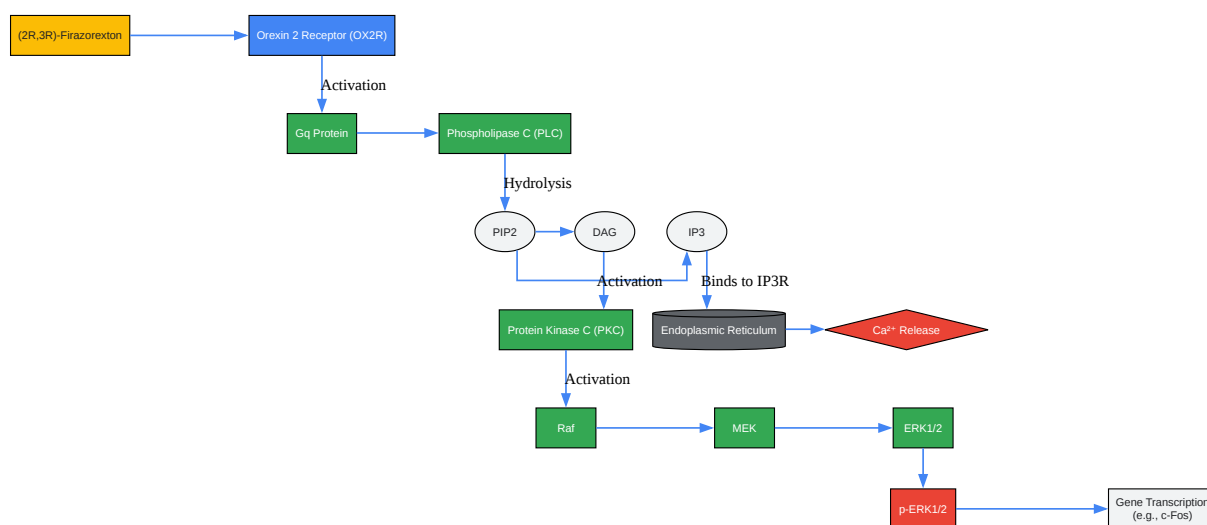 (2R,3R)-Firazorexton
Orexin 2 Receptor (OX2R)
Activation
Gq Protein
Phospholipase C (PLC)
Hydrolysis
PIP2
DAG
IP3
Activation
Binds to IP3R
Protein Kinase C (PKC)
Endoplasmic Reticulum
Ca²⁺ Release
Activation
Raf
MEK
ERK1/2
p-ERK1/2
Gene Transcription
(e.g., c-Fos)